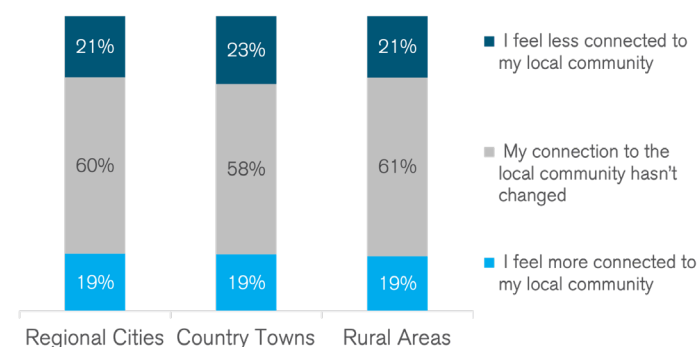 21%
23%
21%
60%
58%
61%
19%
19%
19%
Regional Cities
Country Towns
Rural Areas
I feel less connected to
my local community
My connection to the
local community hasn't
changed
I feel more connected to
my local community